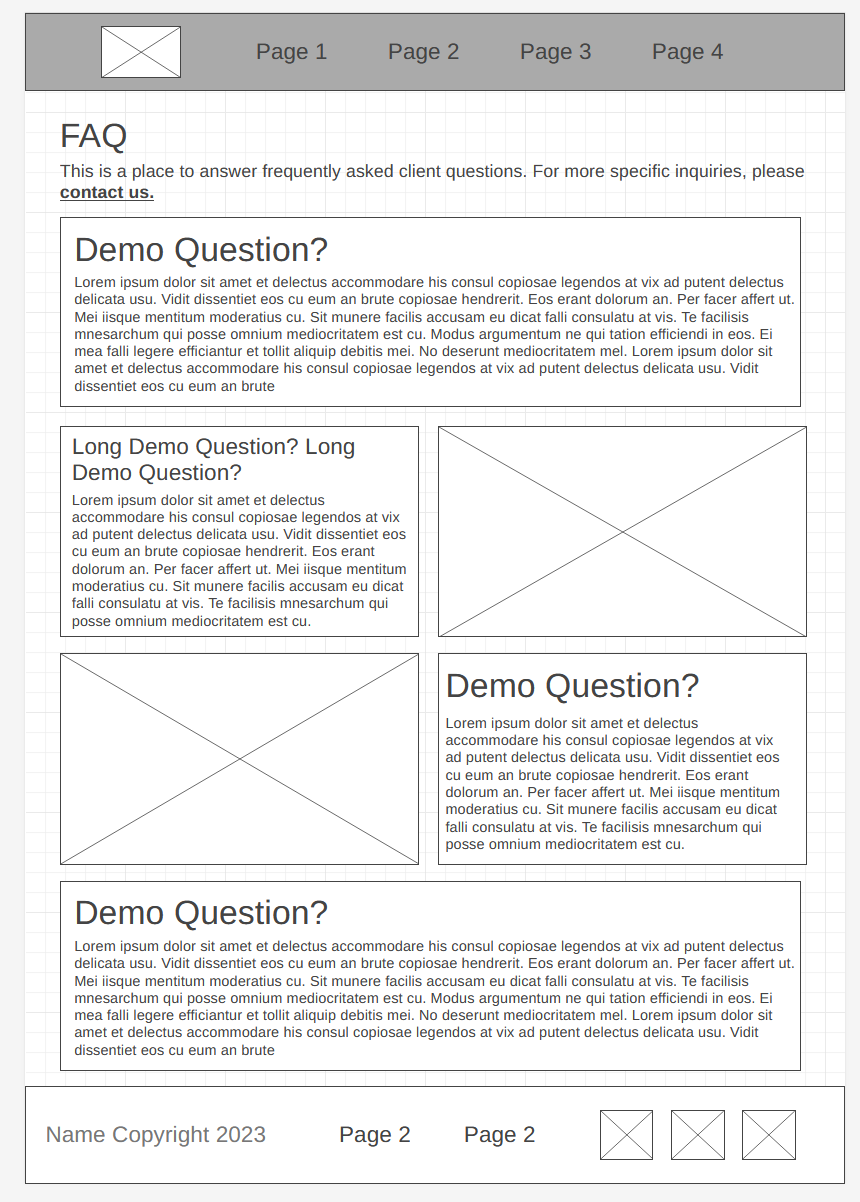 Page 1 Page 2 Page 3 Page 4
FAQ
This is a place to answer frequently asked client questions. For more specific inquiries, please
contact us.
Demo Question?
Lorem ipsum dolor sit amet et delectus accommodare his consul copiosae legendos at vix ad putent delectus
delicata usu. Vidit dissentiet eos cu eum an brute copiosae hendrerit. Eos erant dolorum an. Per facer affert ut.
Mei iisque mentitum moderatius cu. Sit munere facilis accusam eu dicat falli consulatu at vis. Te facilisis
mnesarchum qui posse omnium mediocritatem est cu. Modus argumentum ne qui tation efficiendi in eos. Ei
mea falli legere efficiantur et tollit aliquip debitis mei. No deserunt mediocritatem mel. Lorem ipsum dolor sit
amet et delectus accommodare his consul copiosae legendos at vix ad putent delectus delicata usu. Vidit
dissentiet eos cu eum an brute
Long Demo Question? Long
Demo Question?
Lorem ipsum dolor sit amet et delectus
accommodare his consul copiosae legendos at vix
ad putent delectus delicata usu. Vidit dissentiet eos
cu eum an brute copiosae hendrerit. Eos erant
dolorum an. Per facer affert ut. Mei iisque mentitum
moderatius cu. Sit munere facilis accusam eu dicat
falli consulatu at vis. Te facilisis mnesarchum qui
posse omnium mediocritatem est cu.
Demo Question?
Lorem ipsum dolor sit amet et delectus
accommodare his consul copiosae legendos at vix
ad putent delectus delicata usu. Vidit dissentiet eos
cu eum an brute copiosae hendrerit. Eos erant
dolorum an. Per facer affert ut. Mei iisque mentitum
moderatius cu. Sit munere facilis accusam eu dicat
falli consulatu at vis. Te facilisis mnesarchum qui
posse omnium mediocritatem est cu.
Demo Question?
Lorem ipsum dolor sit amet et delectus accommodare his consul copiosae legendos at vix ad putent delectus
delicata usu. Vidit dissentiet eos cu eum an brute copiosae hendrerit. Eos erant dolorum an. Per facer affert ut.
Mei iisque mentitum moderatius cu. Sit munere facilis accusam eu dicat falli consulatu at vis. Te facilisis
mnesarchum qui posse omnium mediocritatem est cu. Modus argumentum ne qui tation efficiendi in eos. Ei
mea falli legere efficiantur et tollit aliquip debitis mei. No deserunt mediocritatem mel. Lorem ipsum dolor sit
amet et delectus accommodare his consul copiosae legendos at vix ad putent delectus delicata usu. Vidit
dissentiet eos cu eum an brute
Name Copyright 2023 Page 2 Page 2